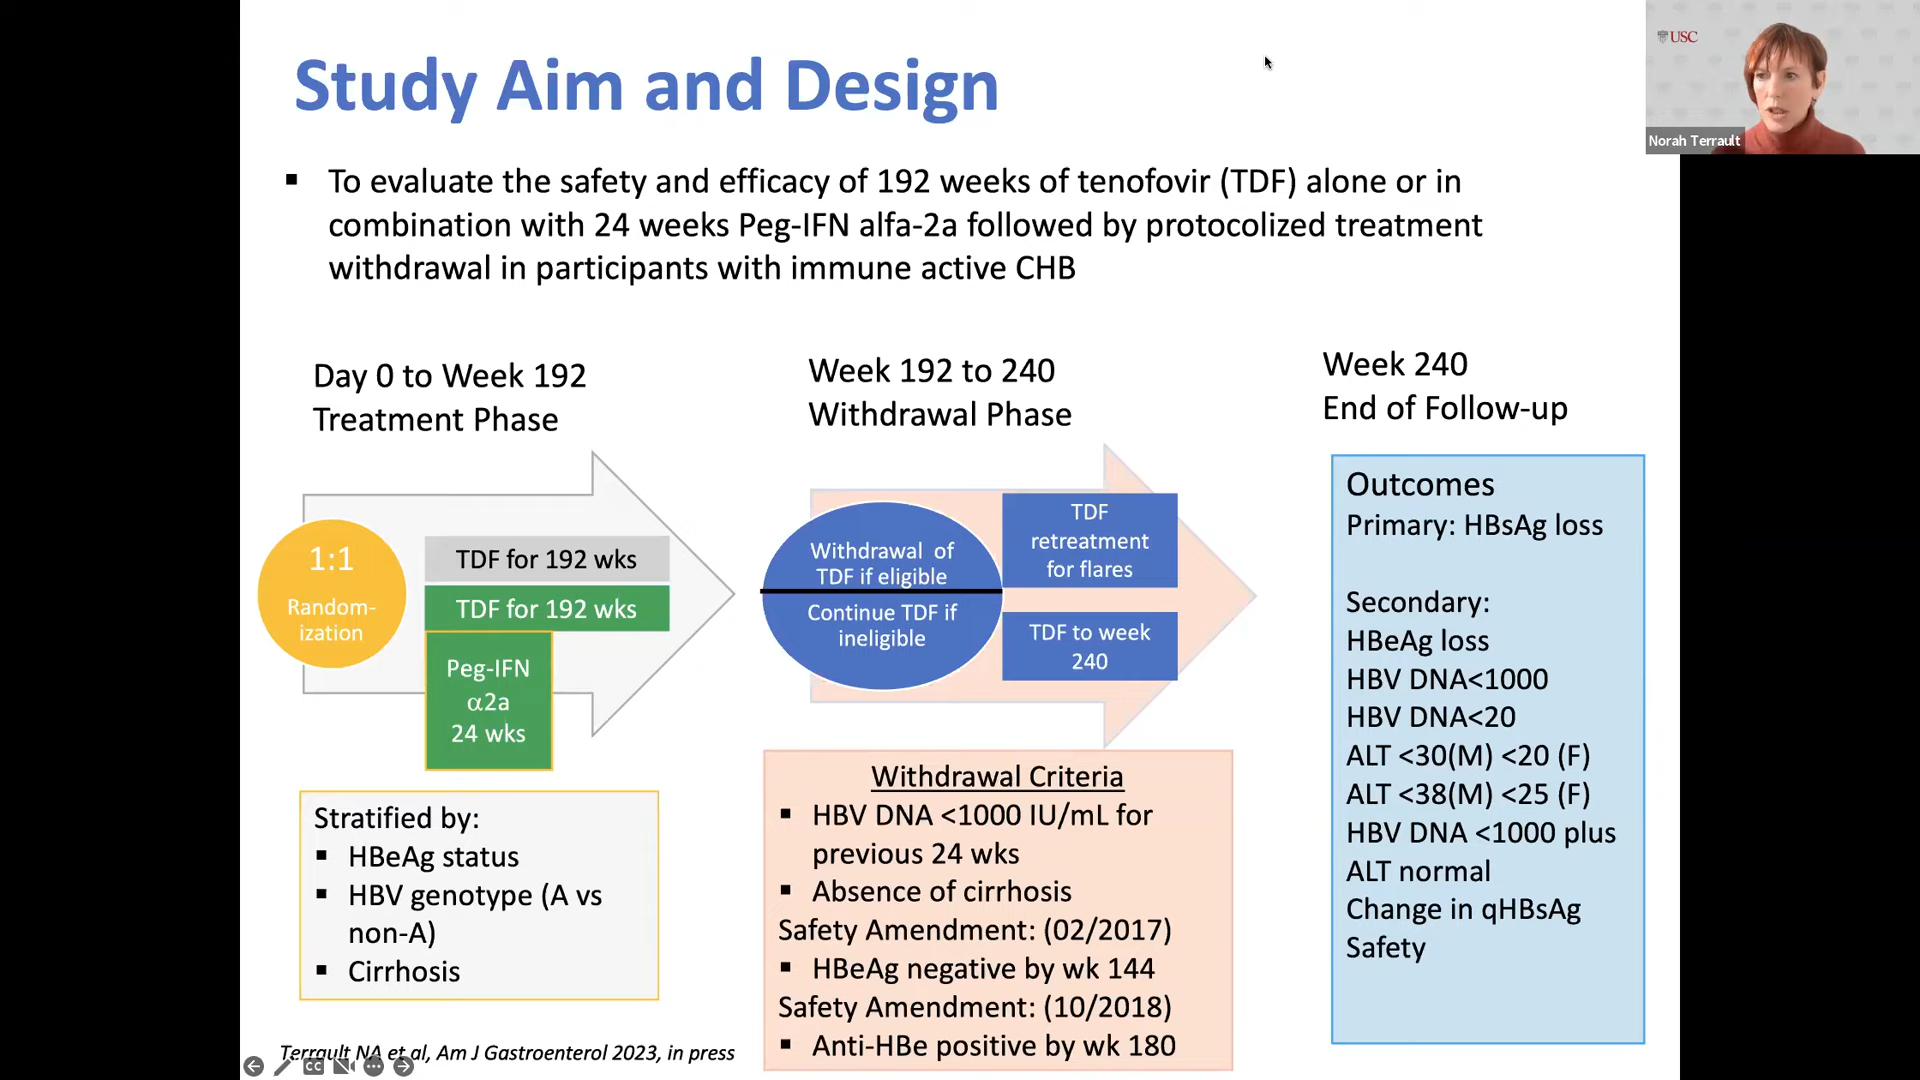 Study Aim and Design
USC
Norah Terrault
▪ To evaluate the safety and efficacy of 192 weeks of tenofovir (TDF) alone or in
combination with 24 weeks Peg-IFN alfa-2a followed by protocolized treatment
withdrawal in participants with immune active CHB
Day 0 to Week 192
Treatment Phase
1:1
Random-
ization
TDF for 192 wks
TDF for 192 wks
Peg-IFN
α2a
24 wks
Stratified by:
▪ HBeAg status
▪ HBV genotype (A vs
non-A)
▪ Cirrhosis
Week 192 to 240
Withdrawal Phase
Withdrawal of
TDF if eligible
Continue TDF if
ineligible
TDF
retreatment
for flares
TDF to week
240
Withdrawal Criteria
▪ HBV DNA <1000 IU/mL for
previous 24 wks
▪ Absence of cirrhosis
Safety Amendment: (02/2017)
▪ HBeAg negative by wk 144
Safety Amendment: (10/2018)
▪ Anti-HBe positive by wk 180
Week 240
End of Follow-up
Outcomes
Primary: HBsAg loss
Secondary:
HBeAg loss
HBV DNA<1000
HBV DNA<20
ALT <30(M) <20 (F)
ALT <38(M) <25 (F)
HBV DNA <1000 plus
ALT normal
Change in qHBsAg
Safety
Terrault NA et al, Am J Gastroenterol 2023, in press
CC